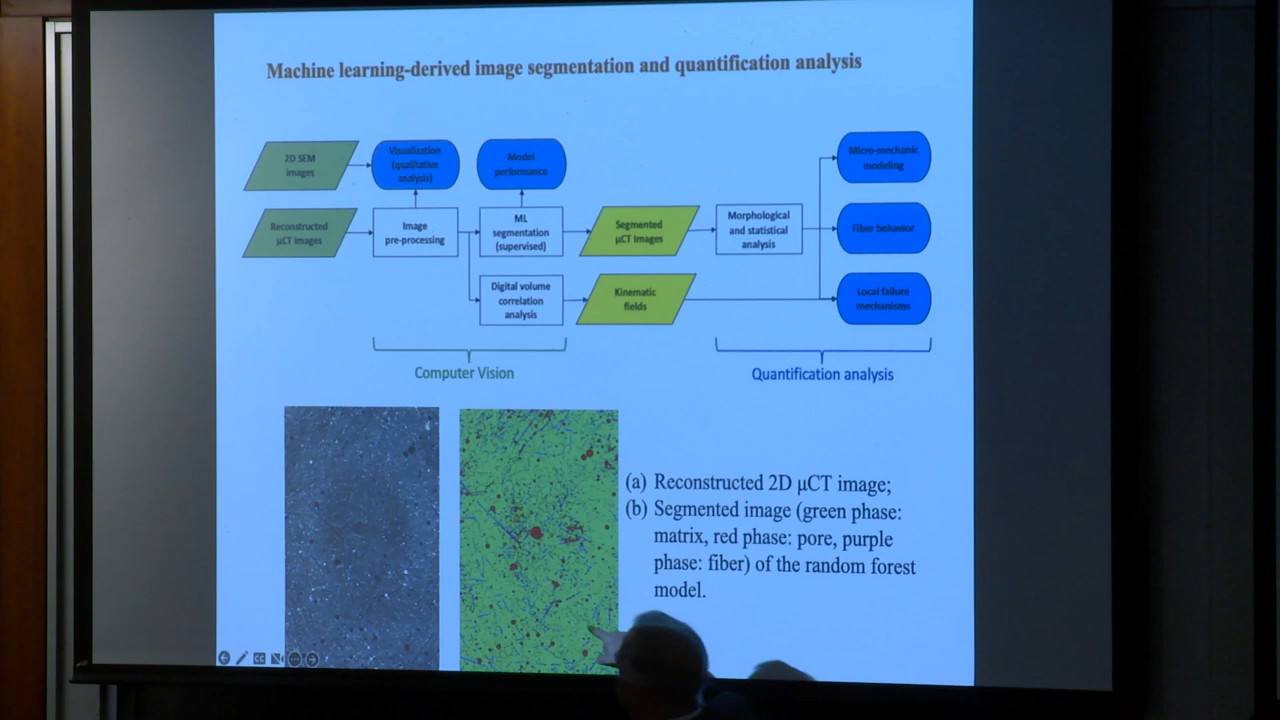 Machine learning-derived image segmentation and quantification analysis
2D SEM
images
Visualization
(qualitative
analysis)
Model
performance
Micro-mechanic
modeling
Reconstructed
µCT images
Image
pre-processing
ML
segmentation
(supervised)
Segmented
µCT images
Morphological
and statistical
analysis
Fiber behavior
Digital volume
correlation
analysis
Kinematic
fields
Local failure
mechanisms
Computer Vision
Quantification analysis
(a) Reconstructed 2D µCT image;
(b) Segmented image (green phase:
matrix, red phase: pore, purple
phase: fiber) of the random forest
model.
CC